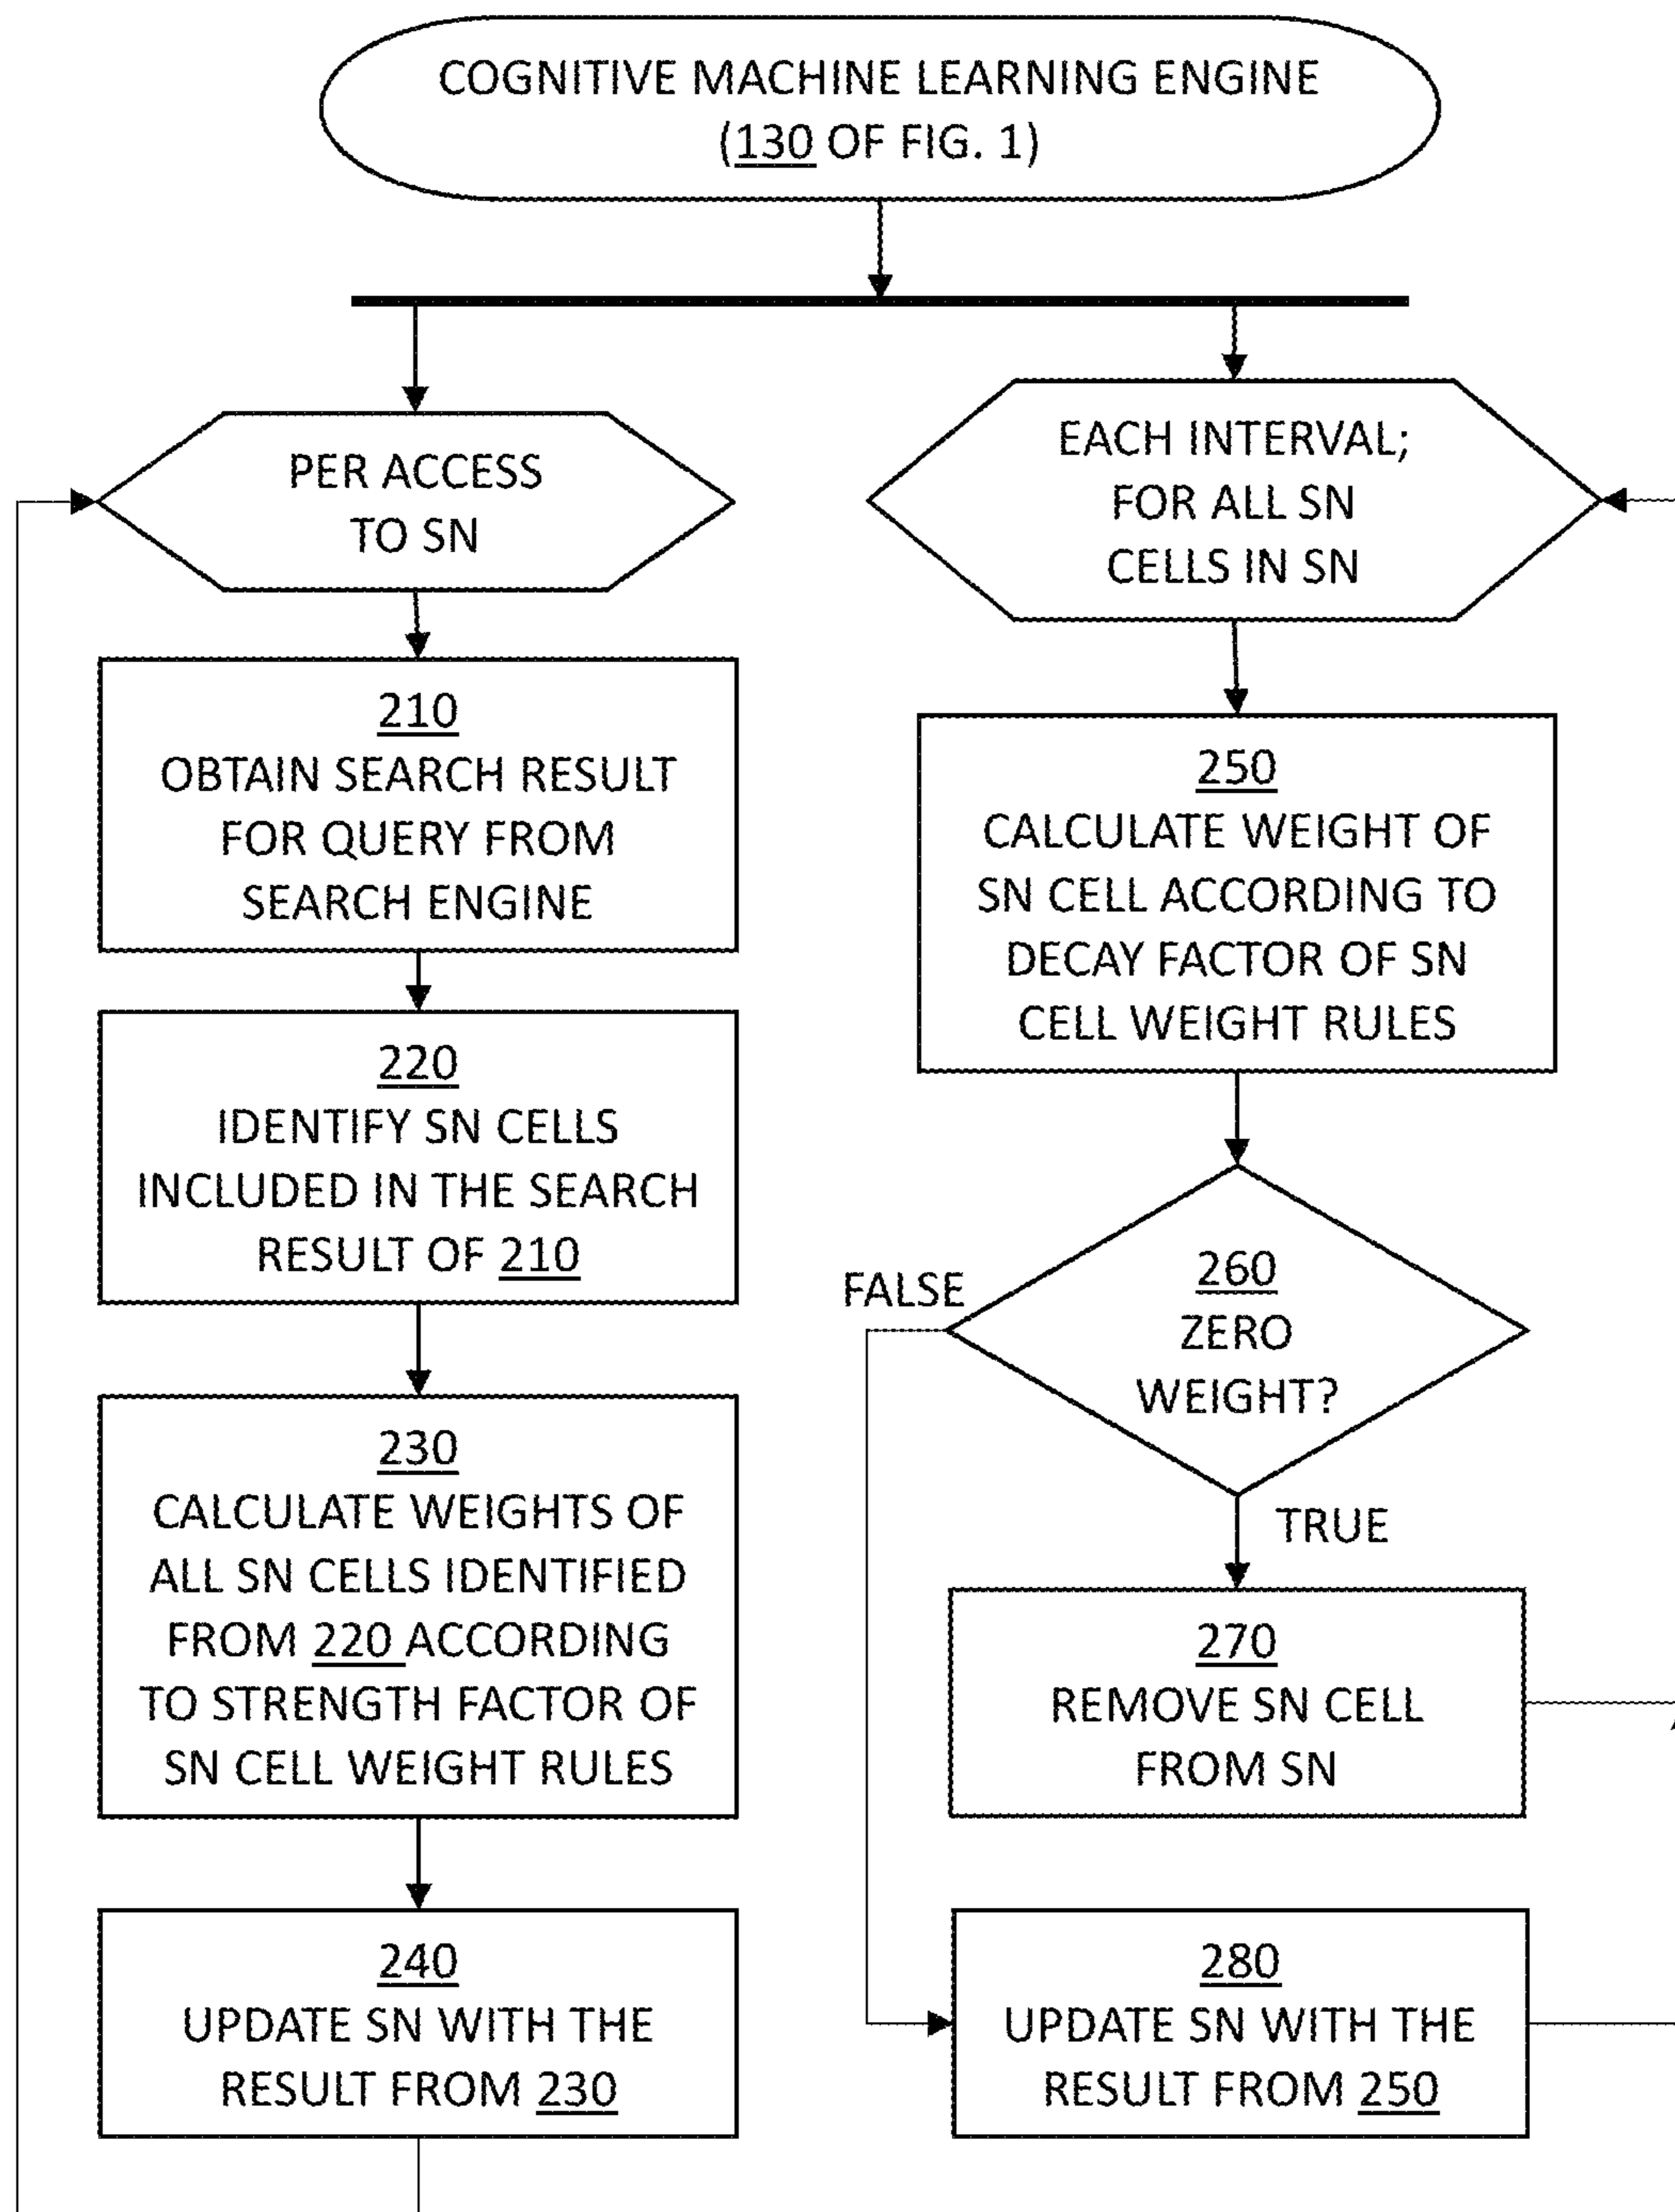 COGNITIVE MACHINE LEARNING ENGINE
(130 OF FIG. 1)
PER ACCESS
TO SN
210
OBTAIN SEARCH RESULT
FOR QUERY FROM
SEARCH ENGINE
220
IDENTIFY SN CELLS
INCLUDED IN THE SEARCH
RESULT OF 210
230
CALCULATE WEIGHTS OF
ALL SN CELLS IDENTIFIED
FROM 220 ACCORDING
TO STRENGTH FACTOR OF
SN CELL WEIGHT RULES
240
UPDATE SN WITH THE
RESULT FROM 230
EACH INTERVAL;
FOR ALL SN
CELLS IN SN
250
CALCULATE WEIGHT OF
SN CELL ACCORDING TO
DECAY FACTOR OF SN
CELL WEIGHT RULES
260
ZERO
WEIGHT?
FALSE
TRUE
270
REMOVE SN CELL
FROM SN
280
UPDATE SN WITH THE
RESULT FROM 250